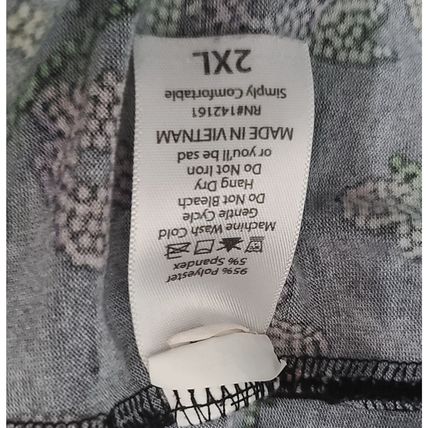 95% Polyester
5% Spandex
Machine Wash Cold
Gentle Cycle
Do Not Bleach
Hang Dry
Do Not Iron
or you'll be sad
MADE IN VIETNAM
RN#142161
Simply Comfortable
2XL